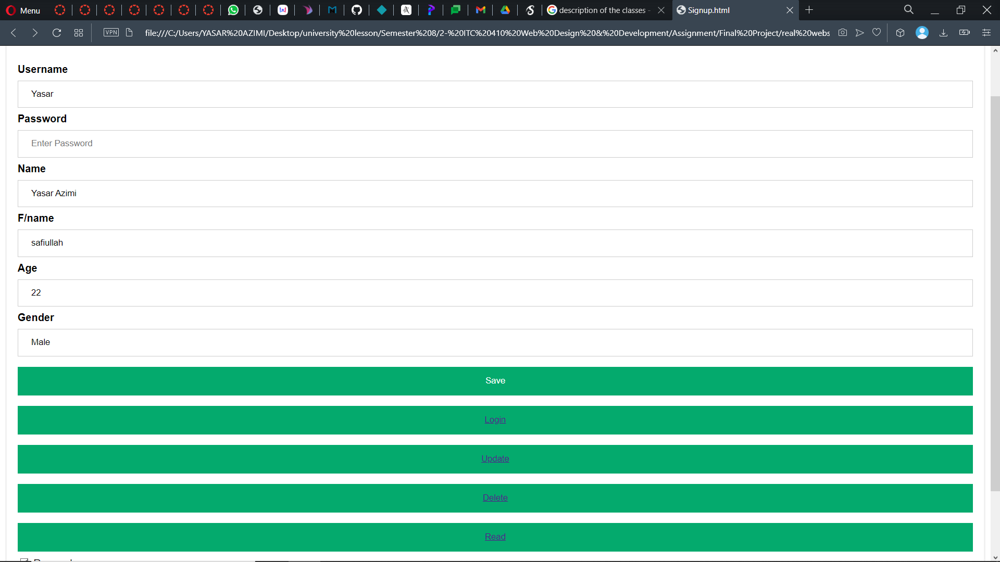 Menu
description of the classes -
Signup.html
VPN
file:///C:/Users/YASAR%20AZIMI/Desktop/university%20lesson/Semester%208/2-%20ITC%20410%20Web%20Design%20&%20Development/Assignment/Final%20Project/real%20webs
Username
Yasar
Password
Enter Password
Name
Yasar Azimi
F/name
safiullah
Age
22
Gender
Male
Save
Login
Update
Delete
Read